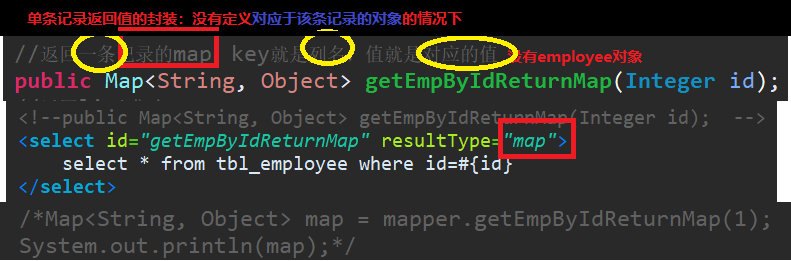 单条记录返回值的封装：没有定义对应于该条记录的对象的情况下
//返回一条记录的map；key就是列名，值就是对应的值 没有employee对象
public Map<String, Object> getEmpByIdReturnMap(Integer id);
<!--public Map<String, Object> getEmpByIdReturnMap(Integer id); -->
<select id="getEmpByIdReturnMap" resultType="map">
select * from tbl_employee where id=#{id}
</select>
/*Map<String, Object> map = mapper.getEmpByIdReturnMap(1);
System.out.println(map);*/